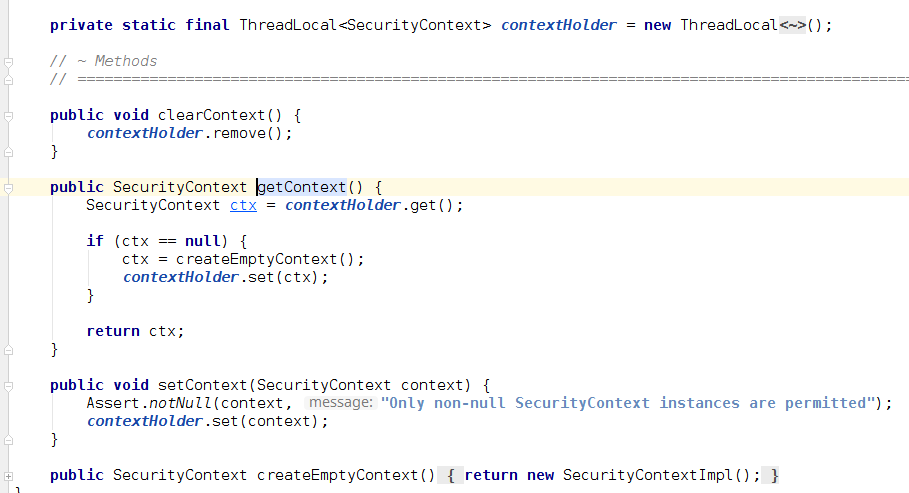 private static final ThreadLocal<SecurityContext> contextHolder = new ThreadLocal<~>();
// ~ Methods
// ================================================================================================
public void clearContext() {
contextHolder.remove();
}
public SecurityContext getContext() {
SecurityContext ctx = contextHolder.get();
if (ctx == null) {
ctx = createEmptyContext();
contextHolder.set(ctx);
}
return ctx;
}
public void setContext(SecurityContext context) {
Assert.notNull(context, message: "Only non-null SecurityContext instances are permitted");
contextHolder.set(context);
}
public SecurityContext createEmptyContext() { return new SecurityContextImpl(); }
}